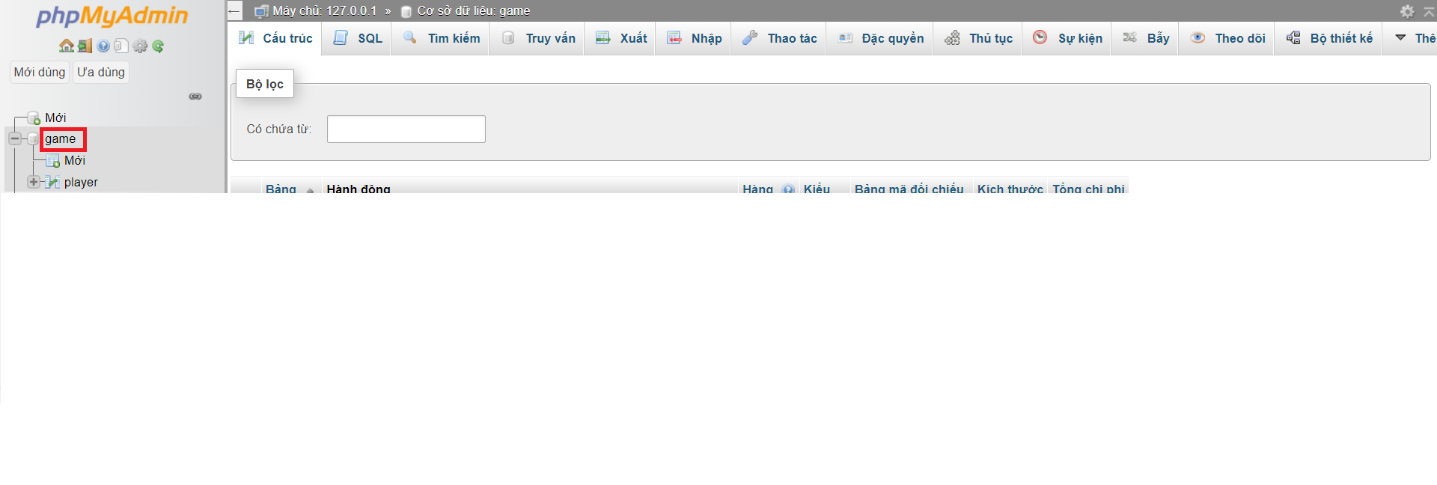 phpMyAdmin
Mới dùng Ưa dùng
Mới
game
Mới
player
← Máy chủ: 127.0.0.1 » Cơ sở dữ liệu: game
Cấu trúc SQL Tìm kiếm Truy vấn Xuất Nhập Thao tác Đặc quyền Thủ tục Sự kiện Bẫy Theo dõi Bộ thiết kế Thê
Bộ lọc
Có chứa từ:
Bảng Hành động Hàng Kiểu Bảng mã đối chiếu Kích thước Tổng chi phí